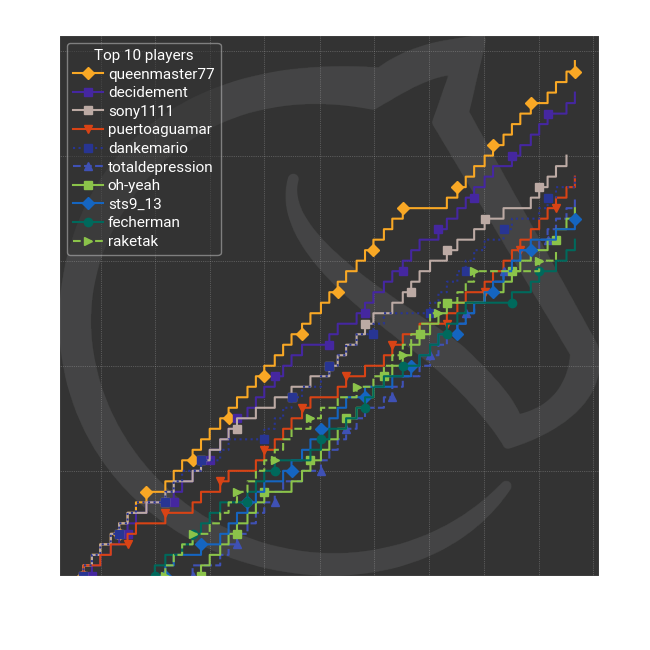 Top 10 players
queenmaster77
decidement
sony1111
puertoaguamar
dankemario
totaldepression
oh-yeah
sts9_13
fecherman
raketak